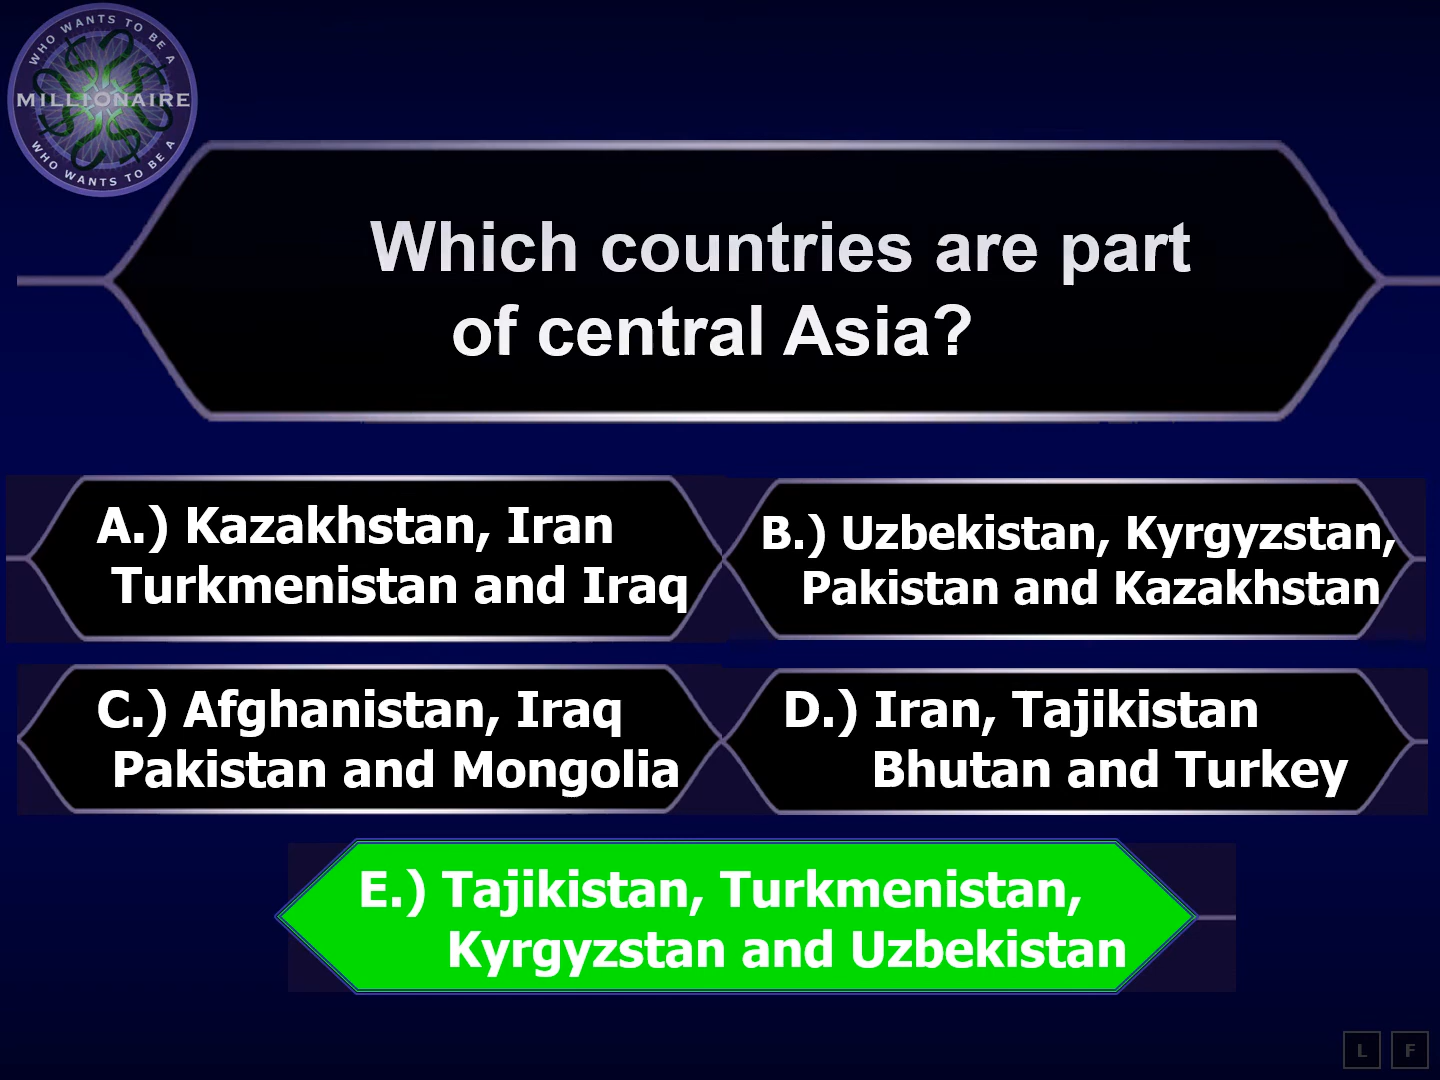 WHO WANTS TO BE A
MILLIONAIRE
WHO WANTS TO BE A
Which countries are part
of central Asia?
A.) Kazakhstan, Iran
Turkmenistan and Iraq
B.) Uzbekistan, Kyrgyzstan,
Pakistan and Kazakhstan
C.) Afghanistan, Iraq
Pakistan and Mongolia
D.) Iran, Tajikistan
Bhutan and Turkey
E.) Tajikistan, Turkmenistan,
Kyrgyzstan and Uzbekistan
L F